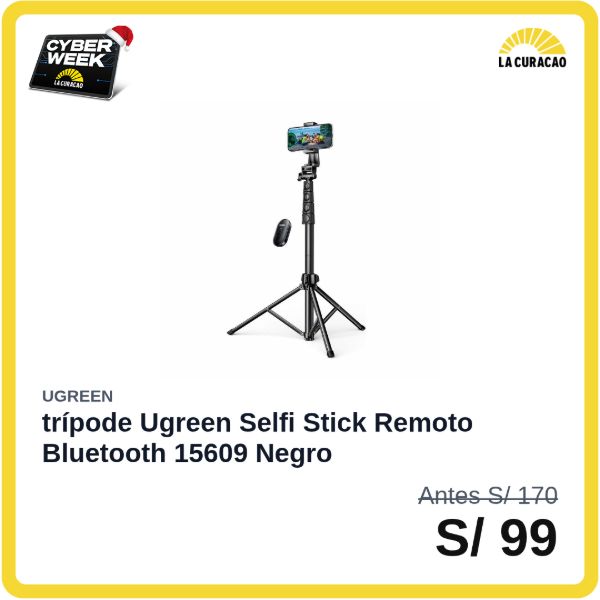 CYBER
WEEK
LA CURACAO
LA CURACAO
UGREEN
trípode Ugreen Selfi Stick Remoto
Bluetooth 15609 Negro
Antes S/ 170
S/ 99